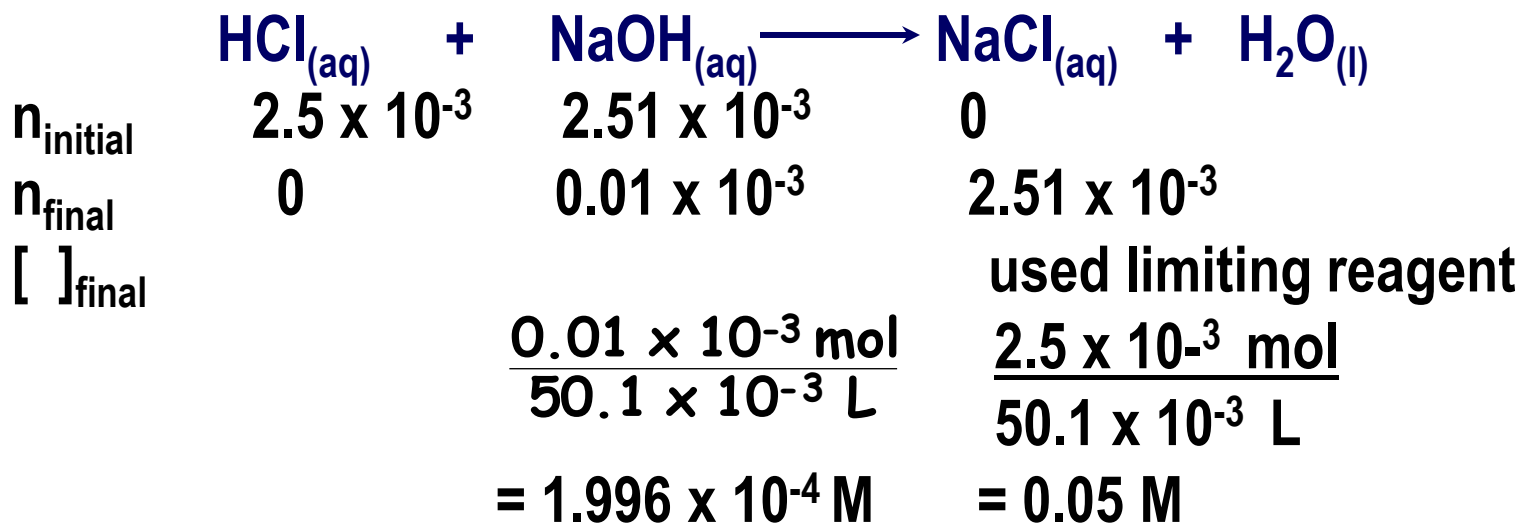 HCl(aq) + NaOH(aq) ⟶ NaCl(aq) + H₂O(l)
n initial 2.5 x 10⁻³ 2.51 x 10⁻³ 0
n final 0 0.01 x 10⁻³ 2.51 x 10⁻³
[ ] final used limiting reagent
0.01 x 10⁻³ mol 2.5 x 10-³ mol
50.1 x 10⁻³ L 50.1 x 10⁻³ L
= 1.996 x 10⁻⁴ M = 0.05 M